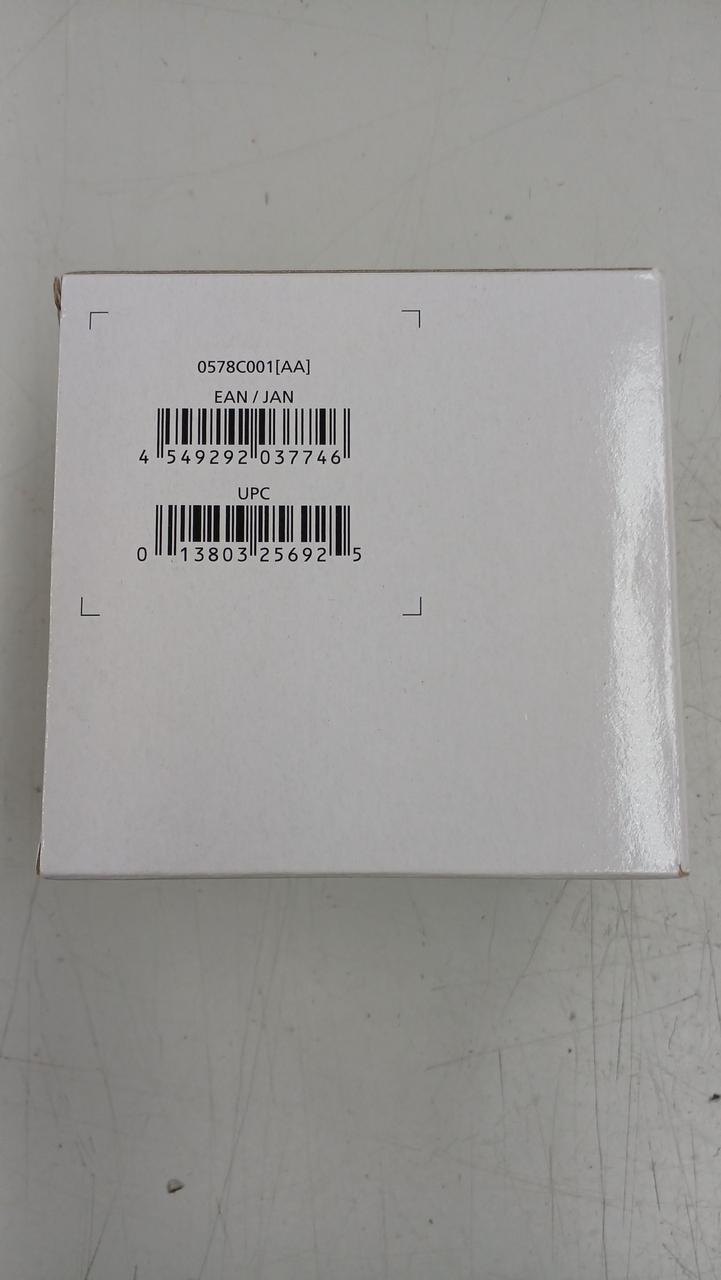 0578C001[AA]
EAN / JAN
4 549292 037746
UPC
0 13803 25692 5